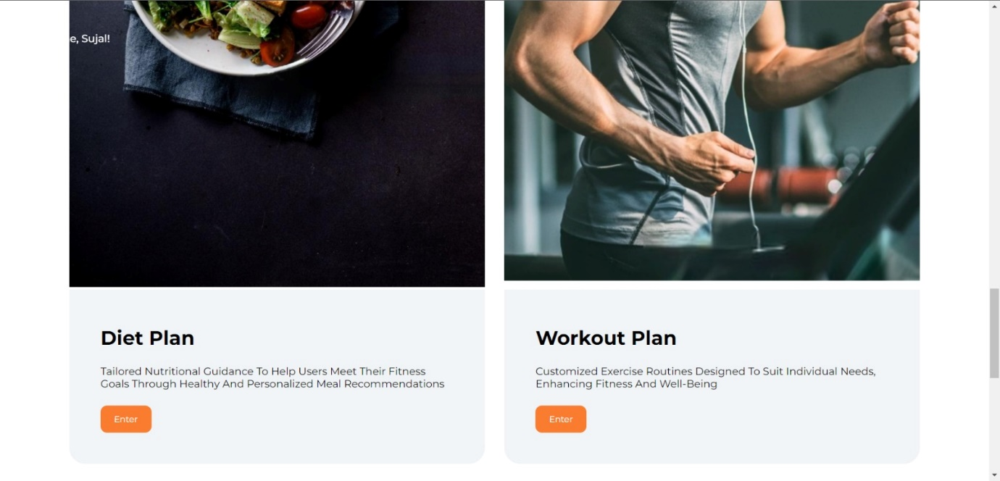 e, Sujal!
Diet Plan
Tailored Nutritional Guidance To Help Users Meet Their Fitness
Goals Through Healthy And Personalized Meal Recommendations
Enter
Workout Plan
Customized Exercise Routines Designed To Suit Individual Needs,
Enhancing Fitness And Well-Being
Enter